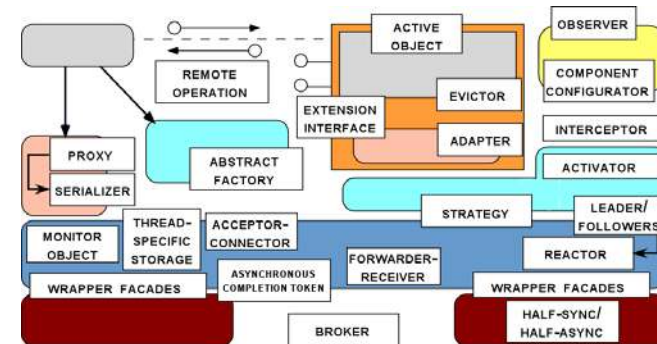 OBSERVER
ACTIVE
OBJECT
REMOTE
OPERATION
COMPONENT
CONFIGURATOR
EVICTOR
EXTENSION
INTERFACE
INTERCEPTOR
ADAPTER
PROXY
ABSTRACT
FACTORY
ACTIVATOR
SERIALIZER
STRATEGY
LEADER/
FOLLOWERS
MONITOR
OBJECT
THREAD-
SPECIFIC
STORAGE
ACCEPTOR-
CONNECTOR
FORWARDER-
RECEIVER
REACTOR
WRAPPER FACADES
ASYNCHRONOUS
COMPLETION TOKEN
WRAPPER FACADES
BROKER
HALF-SYNC/
HALF-ASYNC